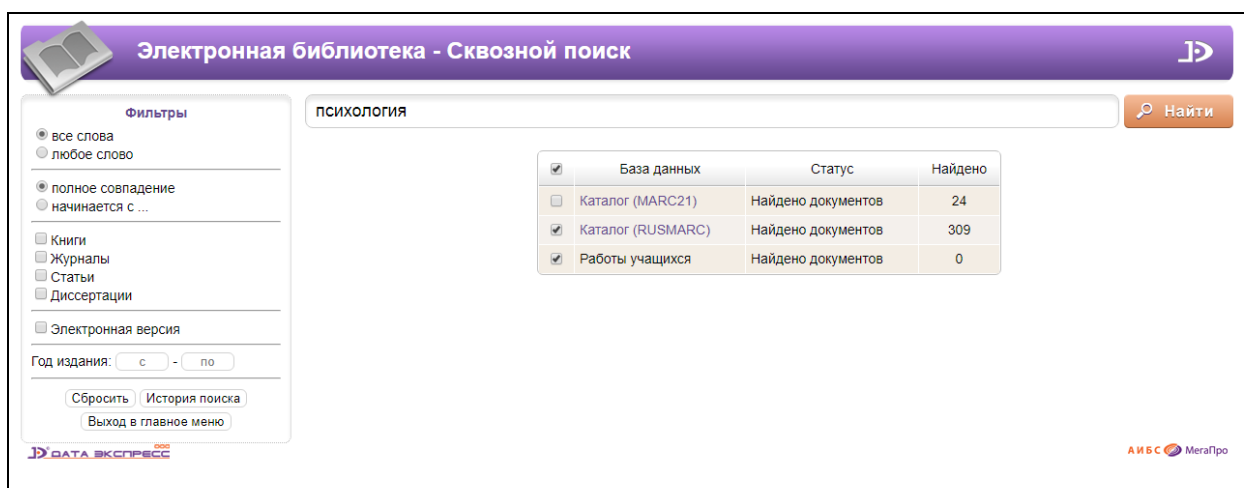 Электронная библиотека - Сквозной поиск
Фильтры
все слова
любое слово
полное совпадение
начинается с ...
Книги
Журналы
Статьи
Диссертации
Электронная версия
Год издания: с - по
Сбросить История поиска
Выход в главное меню
психология
Найти
База данных Статус Найдено
Каталог (MARC21) Найдено документов 24
Каталог (RUSMARC) Найдено документов 309
Работы учащихся Найдено документов 0
ДАТА ЭКСПРЕСС
АИБС МегаПро